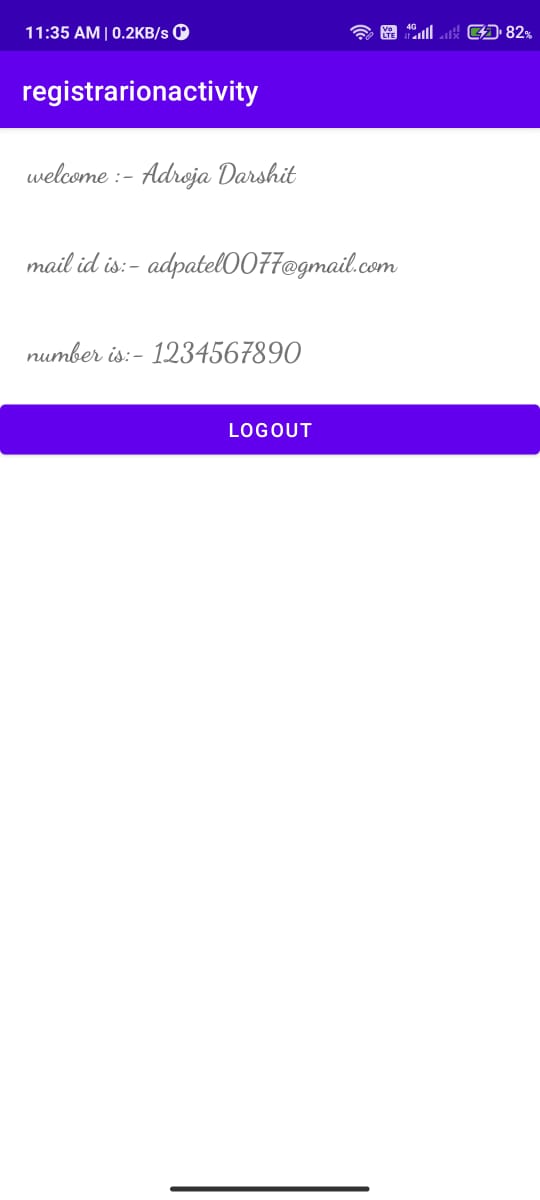 11:35 AM | 0.2KB/s
Vo LTE 4G 82%
registrarionactivity
welcome :- Adroja Darshit
mail id is:- adpatel0077@gmail.com
number is:- 1234567890
LOGOUT